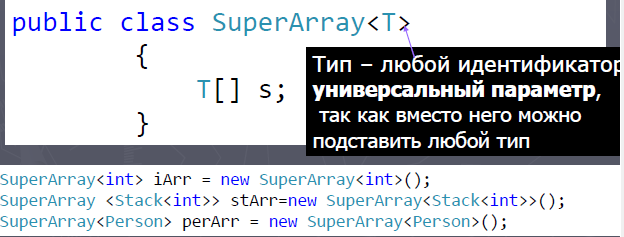 public class SuperArray<T>
{
T[] s;
}
Тип – любой идентификатор
универсальный параметр,
так как вместо него можно
подставить любой тип
SuperArray<int> iArr = new SuperArray<int>();
SuperArray <Stack<int>> stArr=new SuperArray<Stack<int>>();
SuperArray<Person> perArr = new SuperArray<Person>();